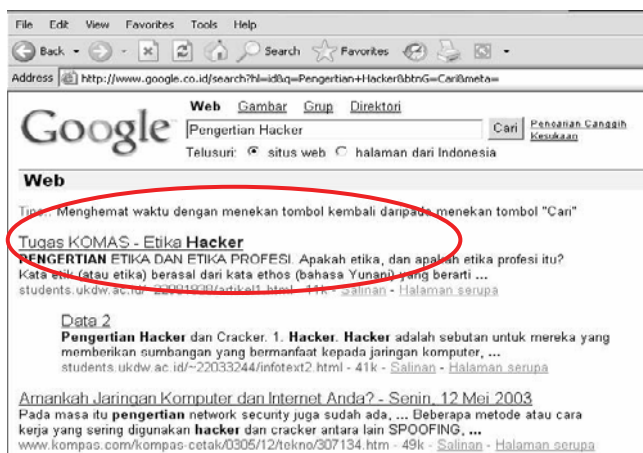 File Edit View Favorites Tools Help
Back Search Favorites
Address http://www.google.co.id/search?hl=id&q=Pengertian+Hacker&btnG=Cari&meta=
Web Gambar Grup Direktori
Google Pengertian Hacker Cari Pencarian Canggih
Kesukaan
Telusuri: situs web halaman dari Indonesia
Web
Tips: Menghemat waktu dengan menekan tombol kembali daripada menekan tombol "Cari"
Tugas KOMAS - Etika Hacker
PENGERTIAN ETIKA DAN ETIKA PROFESI. Apakah etika, dan apakah etika profesi itu?
Kata etik (atau etika) berasal dari kata ethos (bahasa Yunani) yang berarti ...
students.ukdw.ac.id/~22981838/artikel1.html - 11k - Salinan - Halaman serupa
Data 2
Pengertian Hacker dan Cracker. 1. Hacker. Hacker adalah sebutan untuk mereka yang
memberikan sumbangan yang bermanfaat kepada jaringan komputer, ...
students.ukdw.ac.id/~22033244/infotext2.html - 41k - Salinan - Halaman serupa
Amankah Jaringan Komputer dan Internet Anda? - Senin, 12 Mei 2003
Pada masa itu pengertian network security juga sudah ada, ... Beberapa metode atau cara
kerja yang sering digunakan hacker dan cracker antara lain SPOOFING, ...
www.kompas.com/kompas-cetak/0305/12/tekno/307134.htm - 49k - Salinan - Halaman serupa